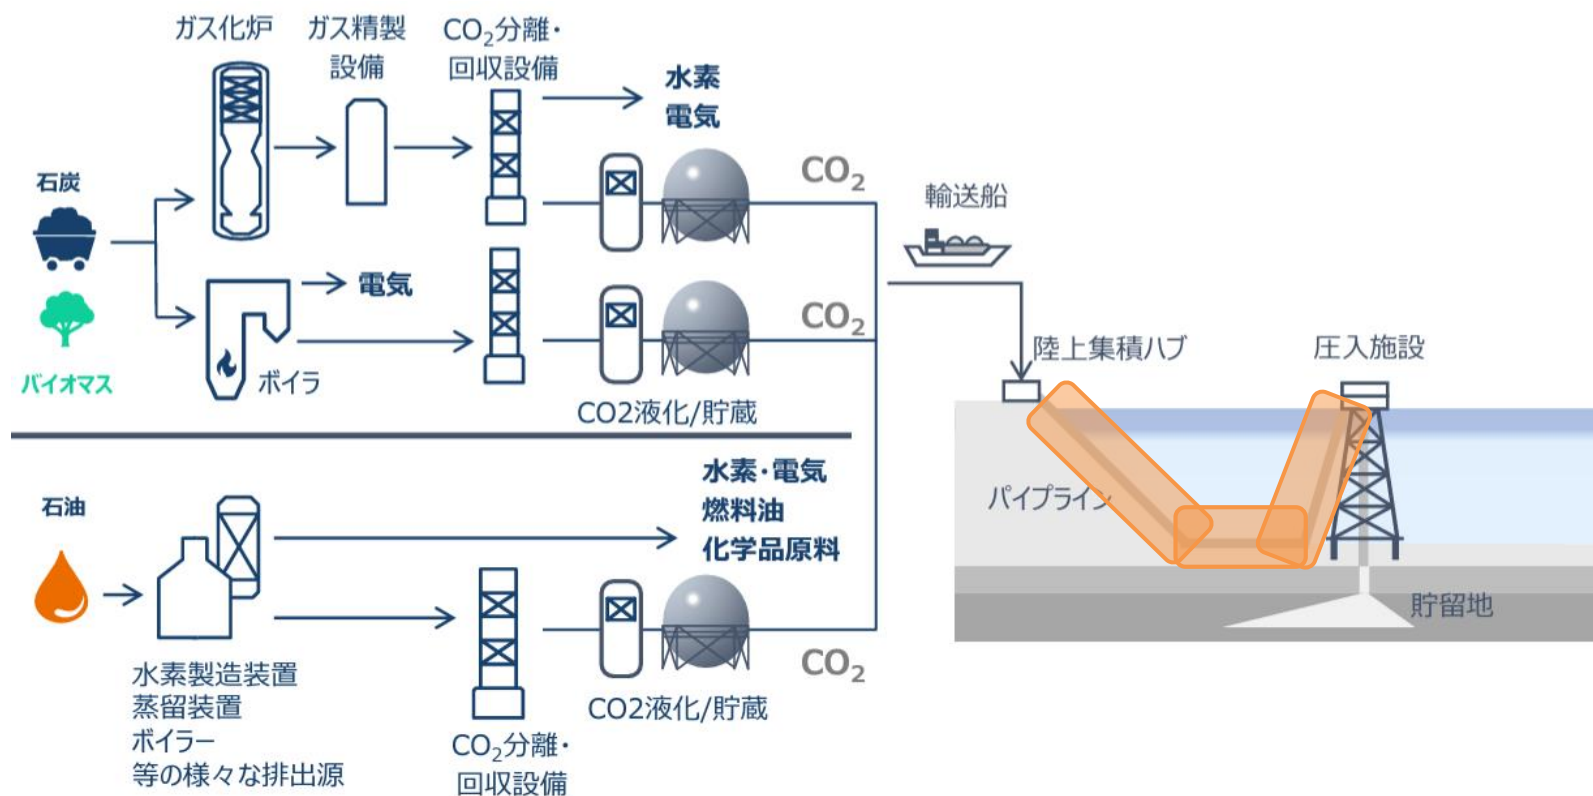 ガス化炉
ガス精製
設備
CO₂分離・
回収設備
水素
電気
石炭
バイオマス
電気
ボイラ
CO₂
CO₂
CO2液化/貯蔵
輸送船
陸上集積ハブ
圧入施設
パイプライン
貯留地
石油
水素・電気
燃料油
化学品原料
水素製造装置
蒸留装置
ボイラー
等の様々な排出源
CO₂分離・
回収設備
CO2液化/貯蔵
CO₂